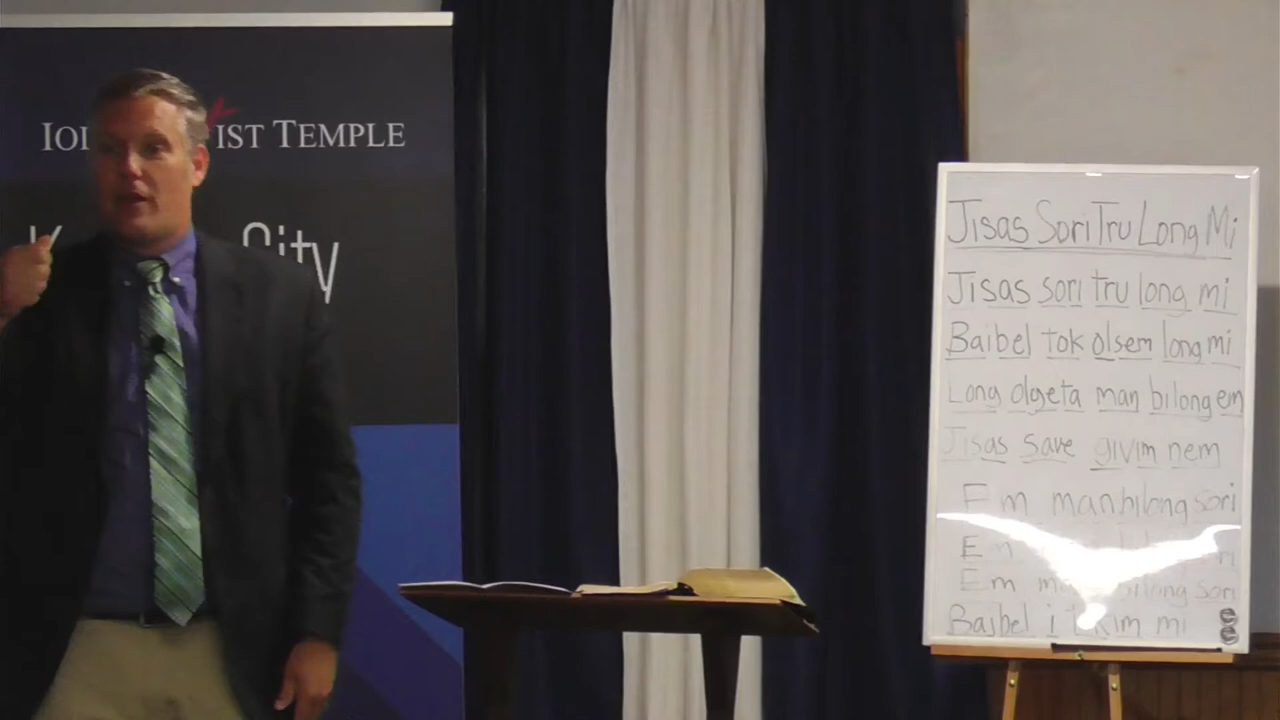 IST TEMPLE
City
Jisas Sori Tru Long Mi
Jisas sori tru long mi
Baibel tok olsem long mi
Long olgeta man bilong em
Jisas save givim nem
Em man bilong sori
Em
Em bilong sori
Baibel i mi